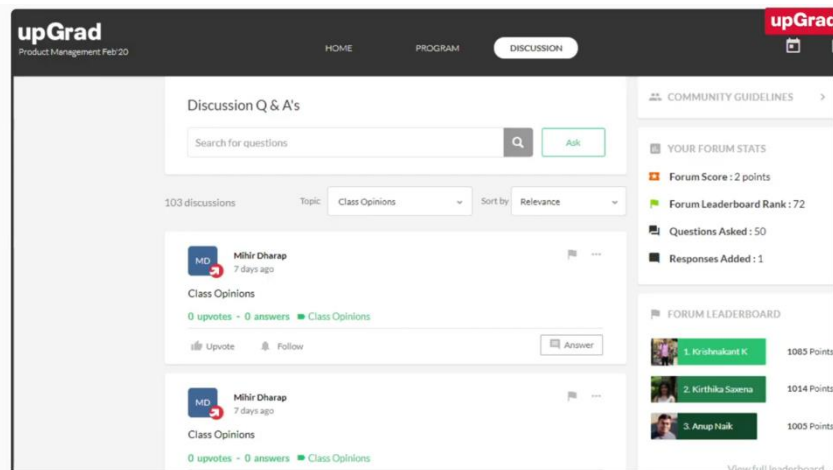 upGrad
Product Management Feb'20
HOME
PROGRAM
DISCUSSION
upGrad
Discussion Q & A's
Search for questions
Ask
103 discussions
Topic
Class Opinions
Sort by
Relevance
MD
Mihir Dharap
7 days ago
Class Opinions
0 upvotes - 0 answers
Class Opinions
Upvote
Follow
Answer
MD
Mihir Dharap
7 days ago
Class Opinions
0 upvotes - 0 answers
Class Opinions
COMMUNITY GUIDELINES
YOUR FORUM STATS
Forum Score : 2 points
Forum Leaderboard Rank : 72
Questions Asked : 50
Responses Added : 1
FORUM LEADERBOARD
1. Krishnakant K
1085 Points
2. Kirthika Saxena
1014 Points
3. Anup Naik
1005 Points
View full leaderboard